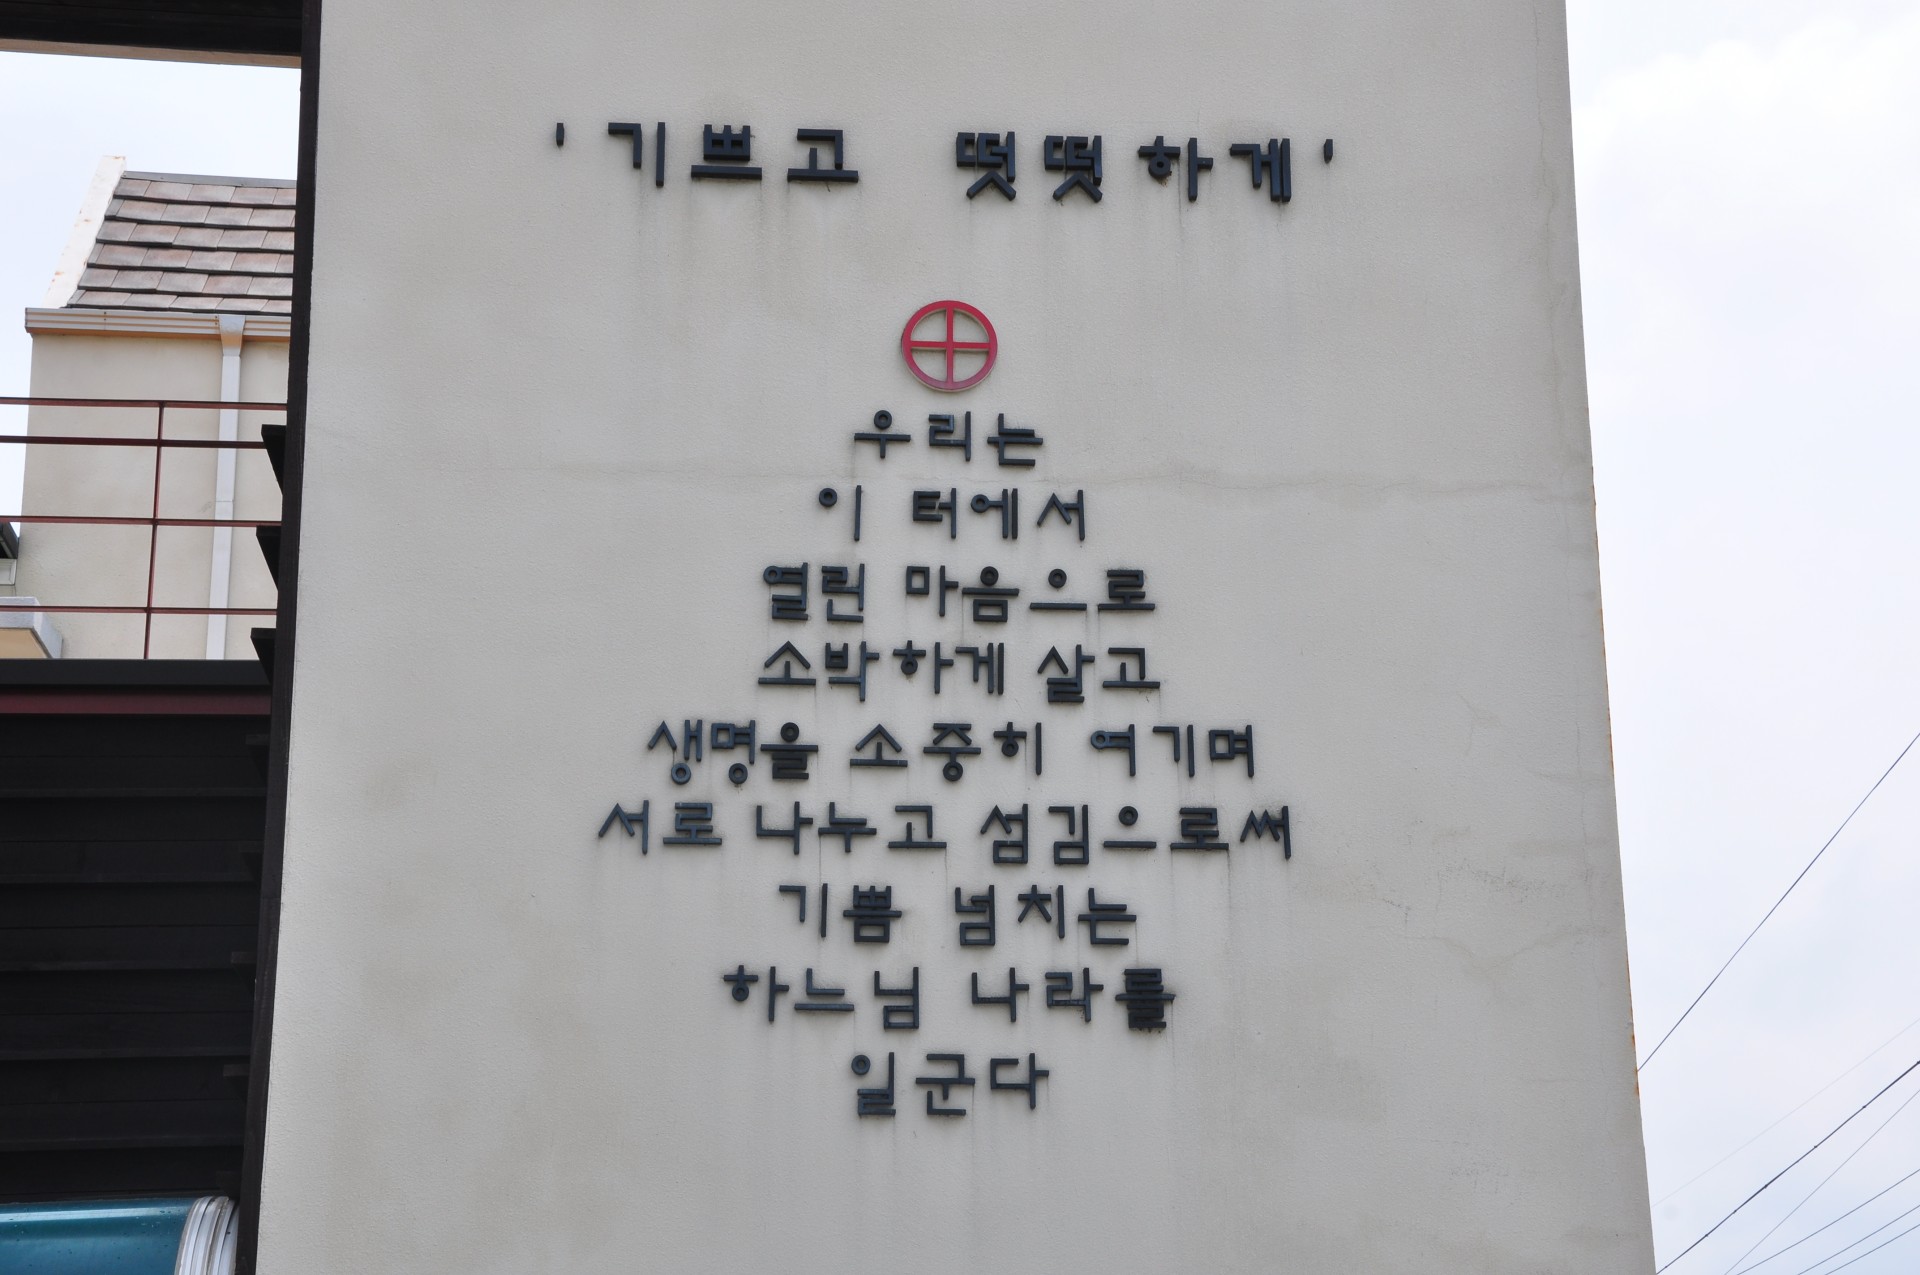 '기쁘고 떳떳하게'
우리는
이 터에서
열린 마음으로
소박하게 살고
생명을 소중히 여기며
서로 나누고 섬김으로써
기쁨 넘치는
하느님 나라를
일군다